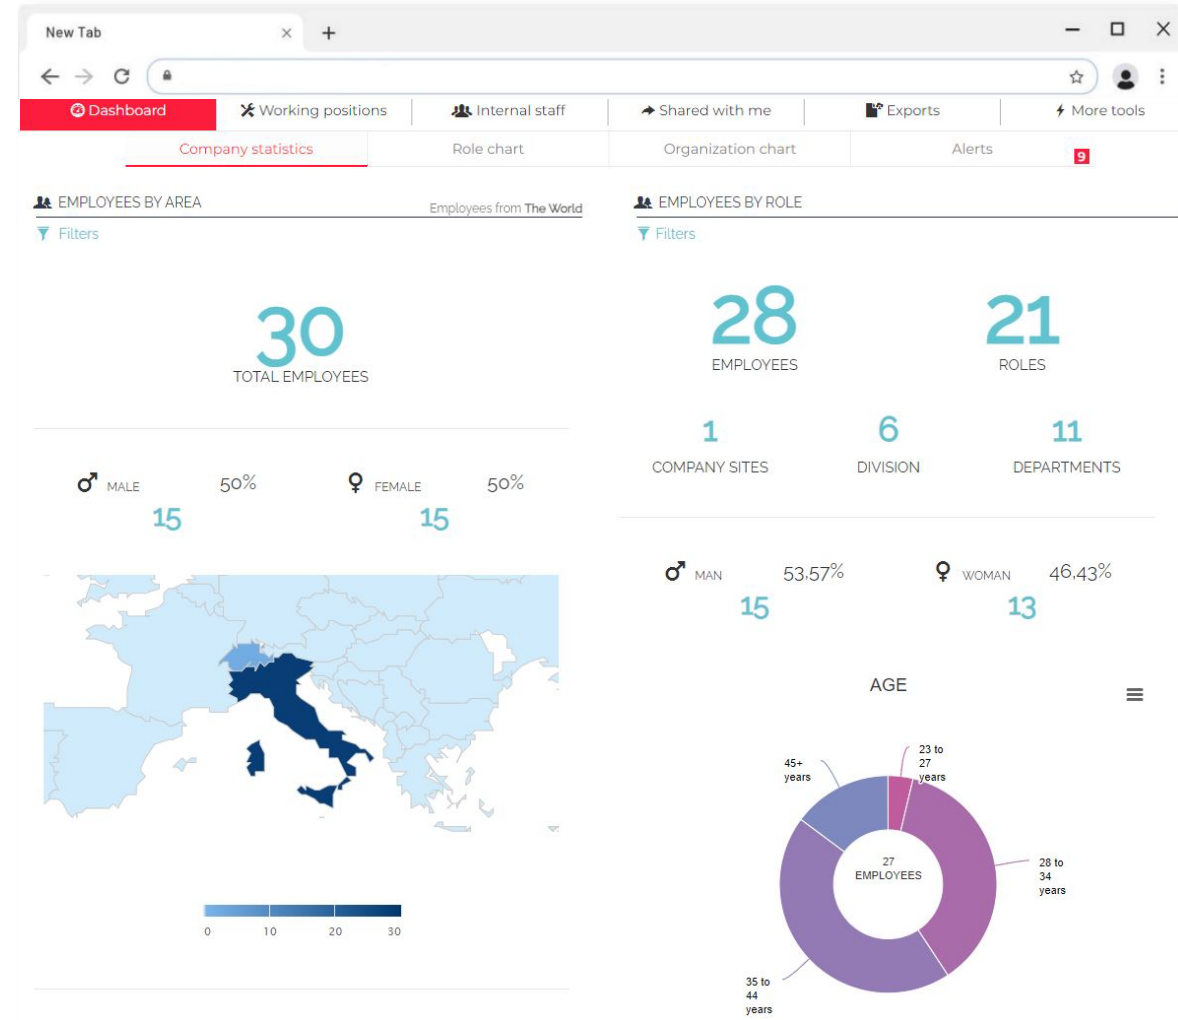 New Tab
Dashboard
Working positions
Internal staff
Shared with me
Exports
More tools
Company statistics
Role chart
Organization chart
Alerts
9
EMPLOYEES BY AREA
Employees from The World
Filters
30
TOTAL EMPLOYEES
MALE 50%
15
FEMALE 50%
15
0 10 20 30
EMPLOYEES BY ROLE
Filters
28
EMPLOYEES
21
ROLES
1
COMPANY SITES
6
DIVISION
11
DEPARTMENTS
MAN 53,57%
15
WOMAN 46,43%
13
AGE
23 to
27
years
45+
years
27
EMPLOYEES
28 to
34
years
35 to
44
years